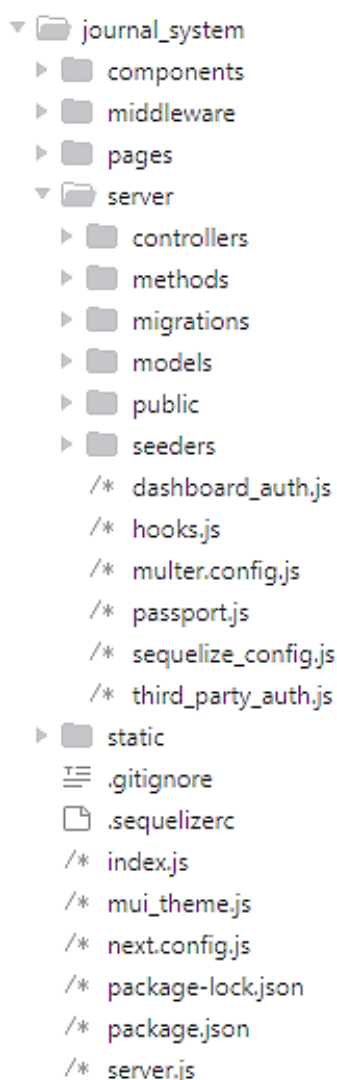 journal_system
components
middleware
pages
server
controllers
methods
migrations
models
public
seeders
/* dashboard_auth.js
/* hooks.js
/* multer.config.js
/* passport.js
/* sequelize_config.js
/* third_party_auth.js
static
.gitignore
.sequelizerc
/* index.js
/* mui_theme.js
/* next.config.js
/* package-lock.json
/* package.json
/* server.js